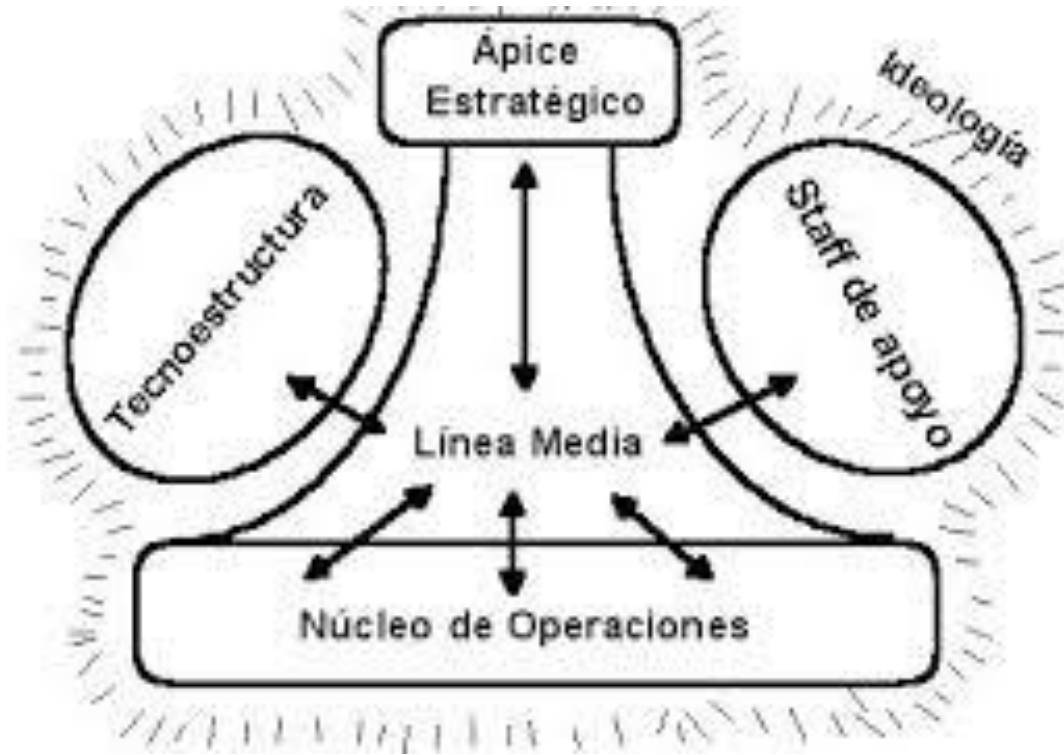 Ápice
Estratégico
Ideología
Tecnoestructura
Staff de apoyo
Línea Media
Núcleo de Operaciones